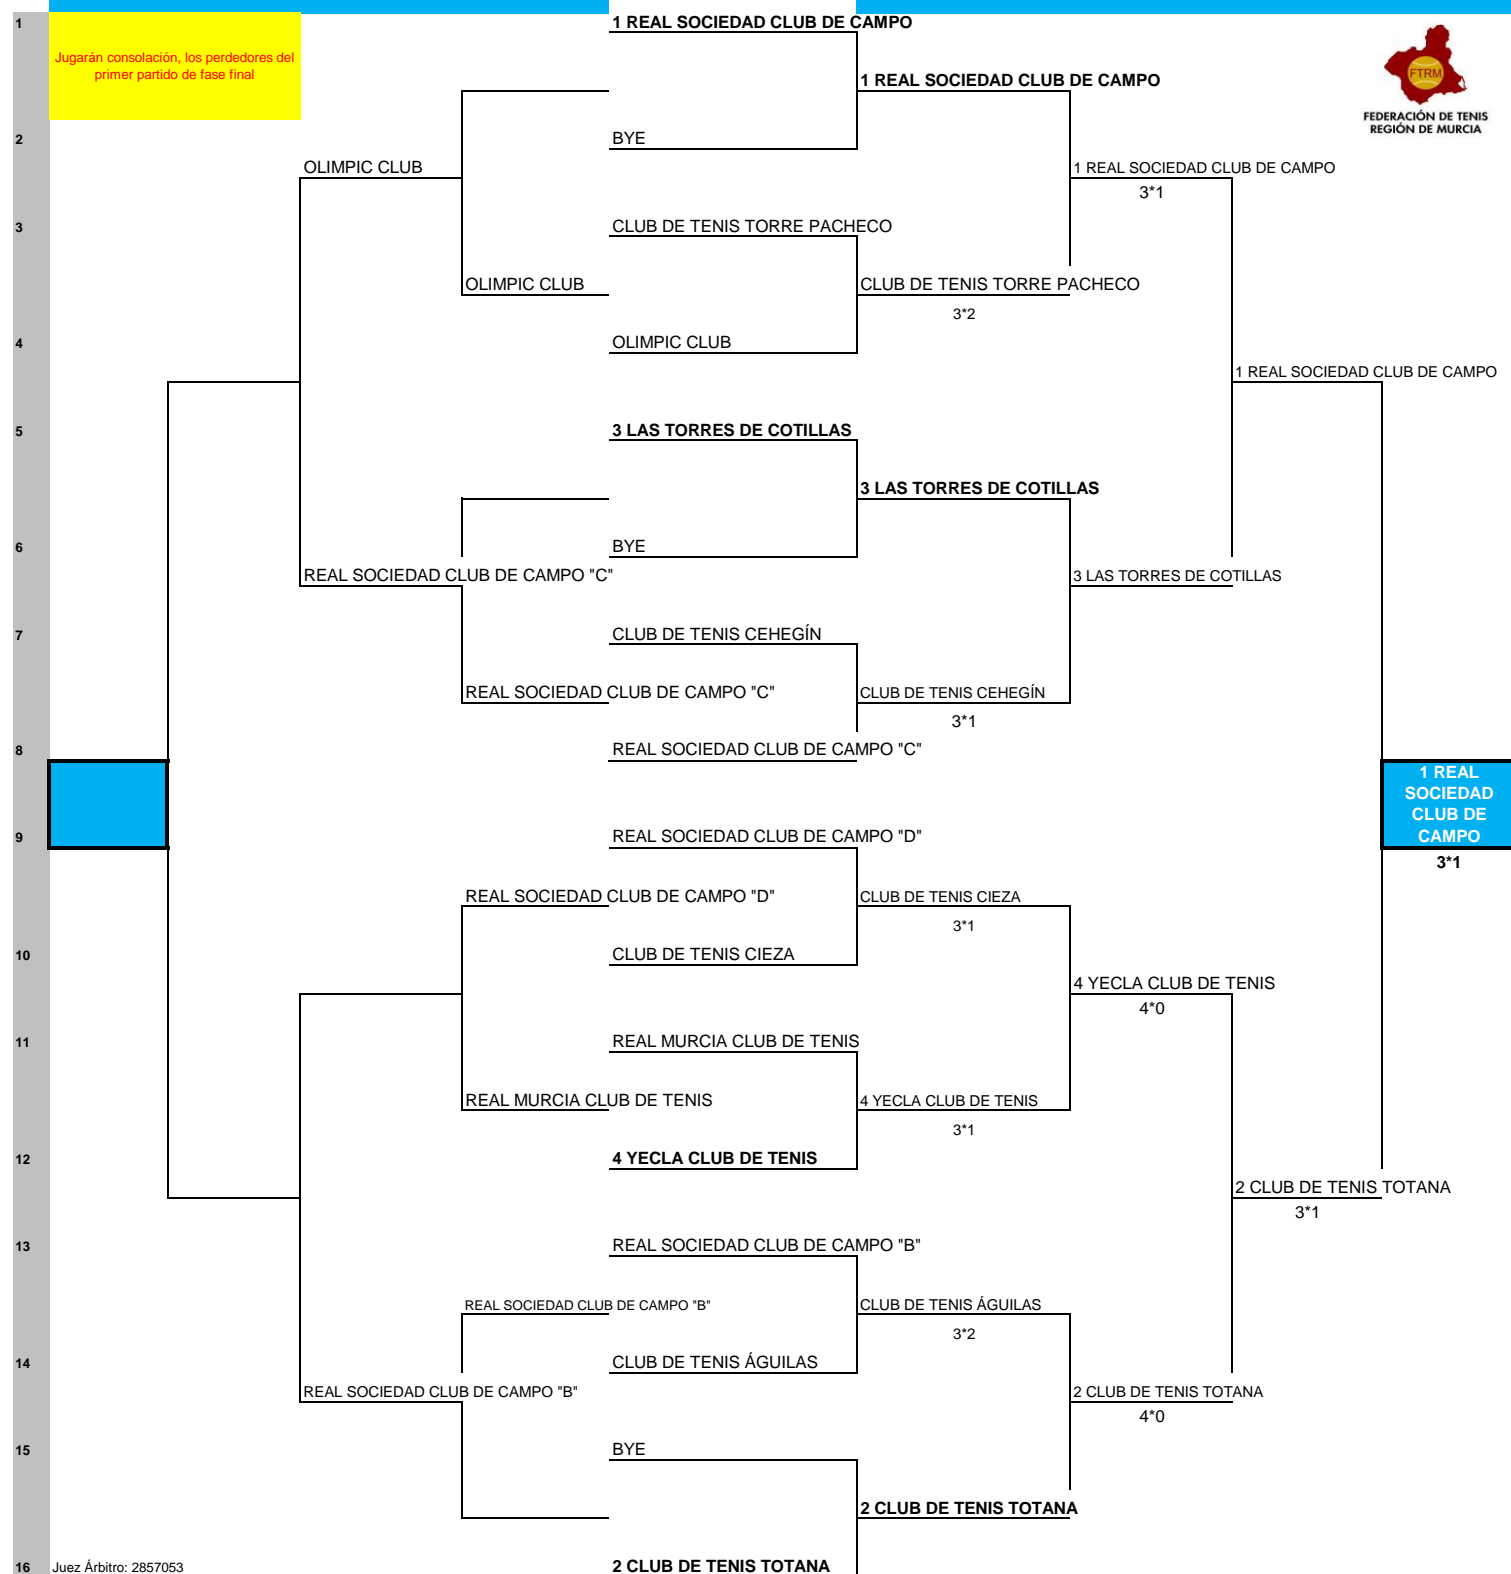 1
1 REAL SOCIEDAD CLUB DE CAMPO
Jugarán consolación, los perdedores del
primer partido de fase final
FTRM
1 REAL SOCIEDAD CLUB DE CAMPO
FEDERACIÓN DE TENIS
REGIÓN DE MURCIA
2
BYE
OLIMPIC CLUB
1 REAL SOCIEDAD CLUB DE CAMPO
3*1
3
CLUB DE TENIS TORRE PACHECO
OLIMPIC CLUB
CLUB DE TENIS TORRE PACHECO
3*2
4
OLIMPIC CLUB
1 REAL SOCIEDAD CLUB DE CAMPO
5
3 LAS TORRES DE COTILLAS
3 LAS TORRES DE COTILLAS
6
BYE
REAL SOCIEDAD CLUB DE CAMPO "C"
3 LAS TORRES DE COTILLAS
7
CLUB DE TENIS CEHEGÍN
REAL SOCIEDAD CLUB DE CAMPO "C"
CLUB DE TENIS CEHEGÍN
3*1
8
REAL SOCIEDAD CLUB DE CAMPO "C"
1 REAL
SOCIEDAD
CLUB DE
CAMPO
3*1
9
REAL SOCIEDAD CLUB DE CAMPO "D"
REAL SOCIEDAD CLUB DE CAMPO "D"
CLUB DE TENIS CIEZA
3*1
10
CLUB DE TENIS CIEZA
4 YECLA CLUB DE TENIS
4*0
11
REAL MURCIA CLUB DE TENIS
REAL MURCIA CLUB DE TENIS
4 YECLA CLUB DE TENIS
3*1
12
4 YECLA CLUB DE TENIS
2 CLUB DE TENIS TOTANA
3*1
13
REAL SOCIEDAD CLUB DE CAMPO "B"
REAL SOCIEDAD CLUB DE CAMPO "B"
CLUB DE TENIS ÁGUILAS
3*2
14
CLUB DE TENIS ÁGUILAS
REAL SOCIEDAD CLUB DE CAMPO "B"
2 CLUB DE TENIS TOTANA
4*0
15
BYE
2 CLUB DE TENIS TOTANA
16
Juez Árbitro: 2857053
2 CLUB DE TENIS TOTANA